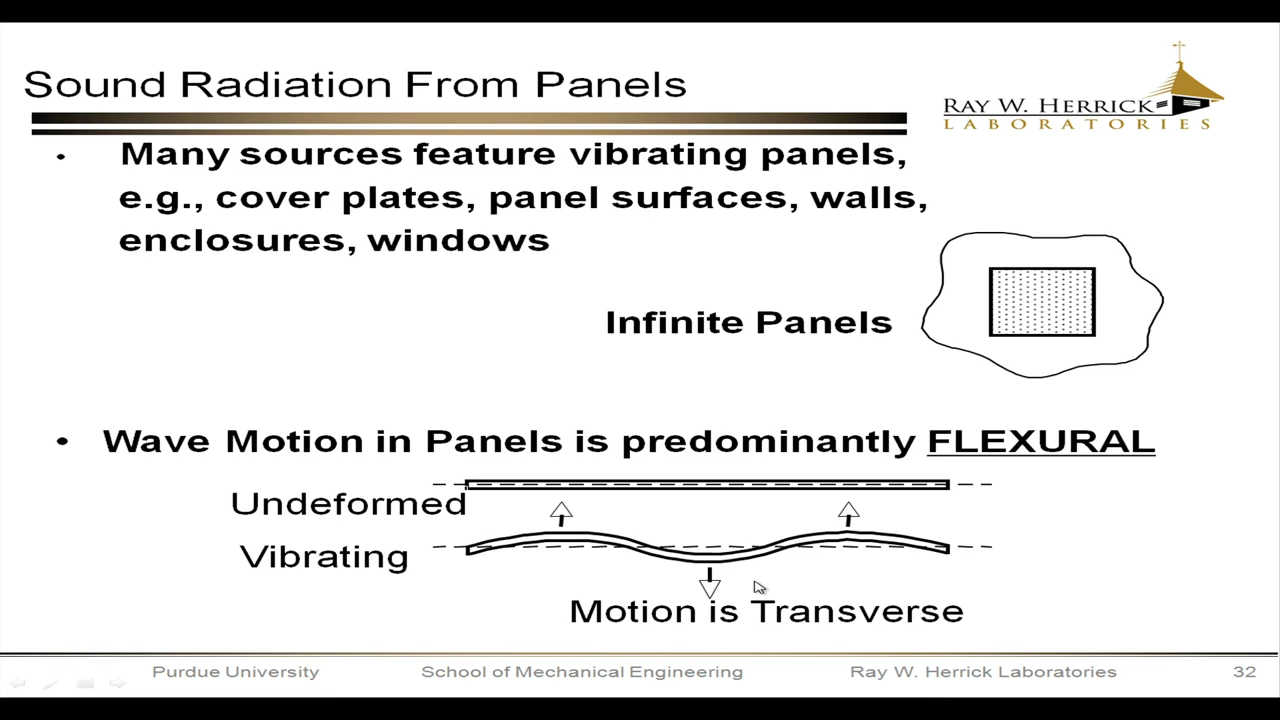 Sound Radiation From Panels
RAY W. HERRICK
LABORATORIES
• Many sources feature vibrating panels,
e.g., cover plates, panel surfaces, walls,
enclosures, windows
Infinite Panels
• Wave Motion in Panels is predominantly FLEXURAL
Undeformed
Vibrating
Motion is Transverse
Purdue University School of Mechanical Engineering Ray W. Herrick Laboratories 32